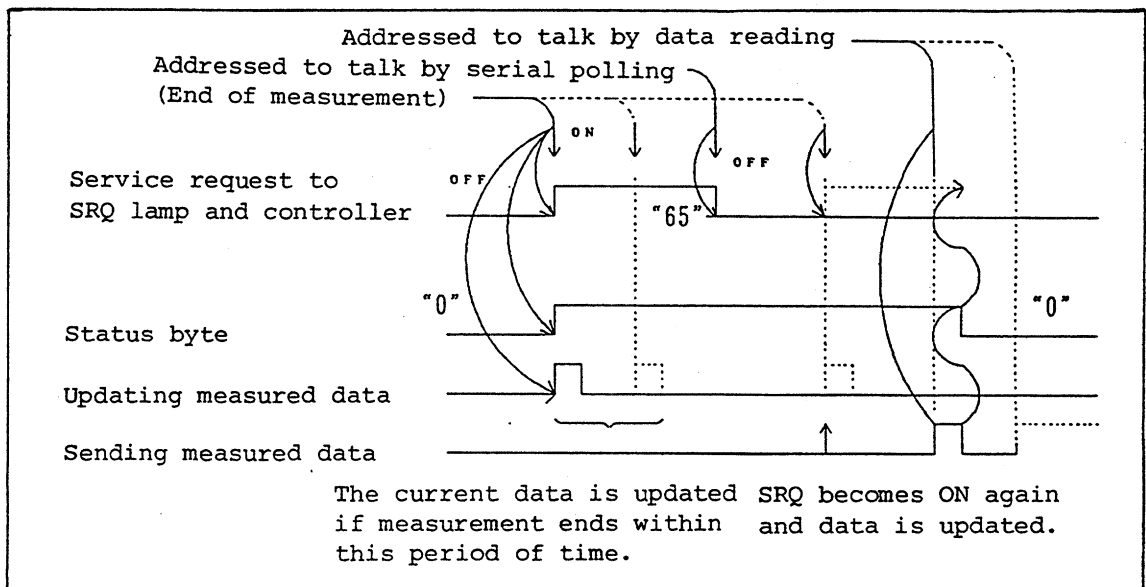 Addressed to talk by data reading
Addressed to talk by serial polling
(End of measurement)
ON
OFF
OFF
Service request to
SRQ lamp and controller
"65"
"0"
"0"
Status byte
Updating measured data
Sending measured data
The current data is updated
if measurement ends within
this period of time.
SRQ becomes ON again
and data is updated.